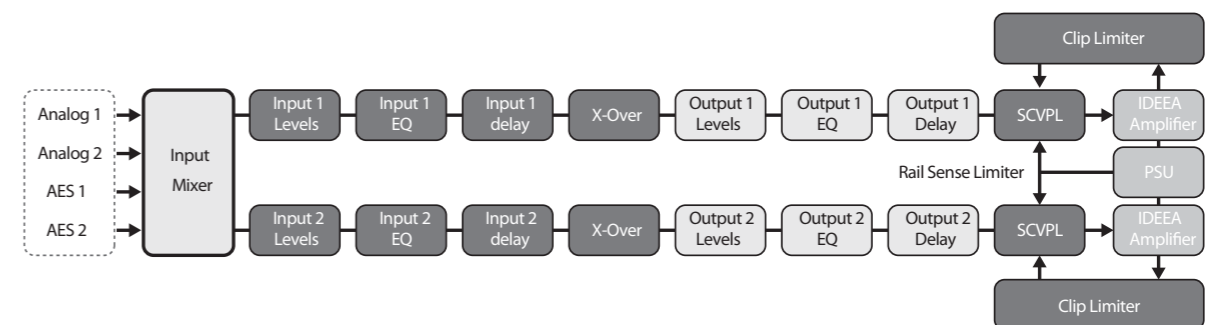 Clip Limiter
Analog 1
Analog 2
AES 1
AES 2
Input
Mixer
Input 1
Levels
Input 1
EQ
Input 1
delay
X-Over
Output 1
Levels
Output 1
EQ
Output 1
Delay
SCVPL
IDEEA
Amplifier
Rail Sense Limiter
PSU
Input 2
Levels
Input 2
EQ
Input 2
delay
X-Over
Output 2
Levels
Output 2
EQ
Output 2
Delay
SCVPL
IDEEA
Amplifier
Clip Limiter